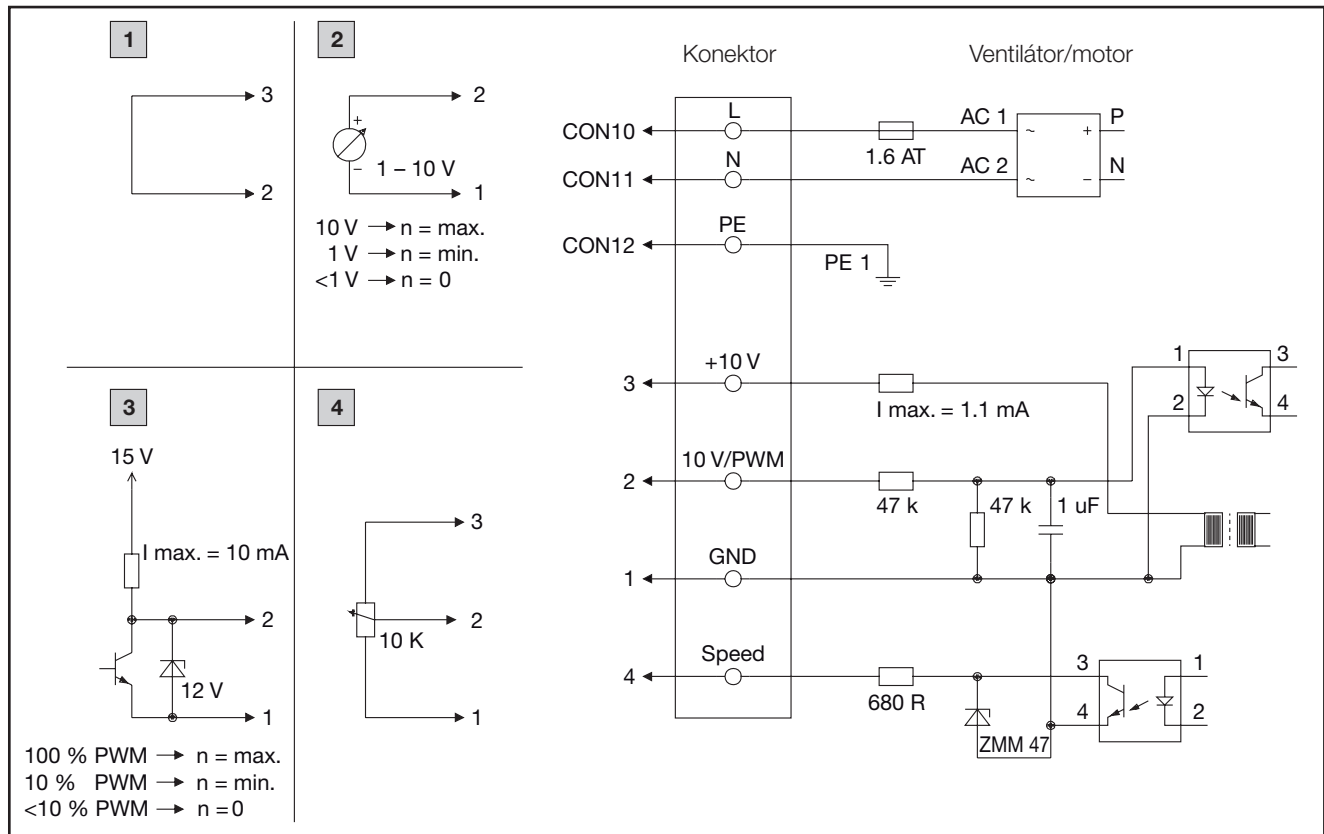 1
3
2
2
+
–
1 – 10 V
2
1
10 V → n = max.
1 V → n = min.
<1 V → n = 0
3
15 V
I max. = 10 mA
2
12 V
1
100 % PWM → n = max.
10 % PWM → n = min.
<10 % PWM → n = 0
4
3
2
10 K
1
Konektor
Ventilátor/motor
CON10
L
1.6 AT
AC 1
~
+
P
CON11
N
AC 2
~
–
N
CON12
PE
PE 1
3
+10 V
I max. = 1.1 mA
1
2
3
4
2
10 V/PWM
47 k
47 k
1 uF
1
GND
4
Speed
680 R
ZMM 47
3
4
1
2